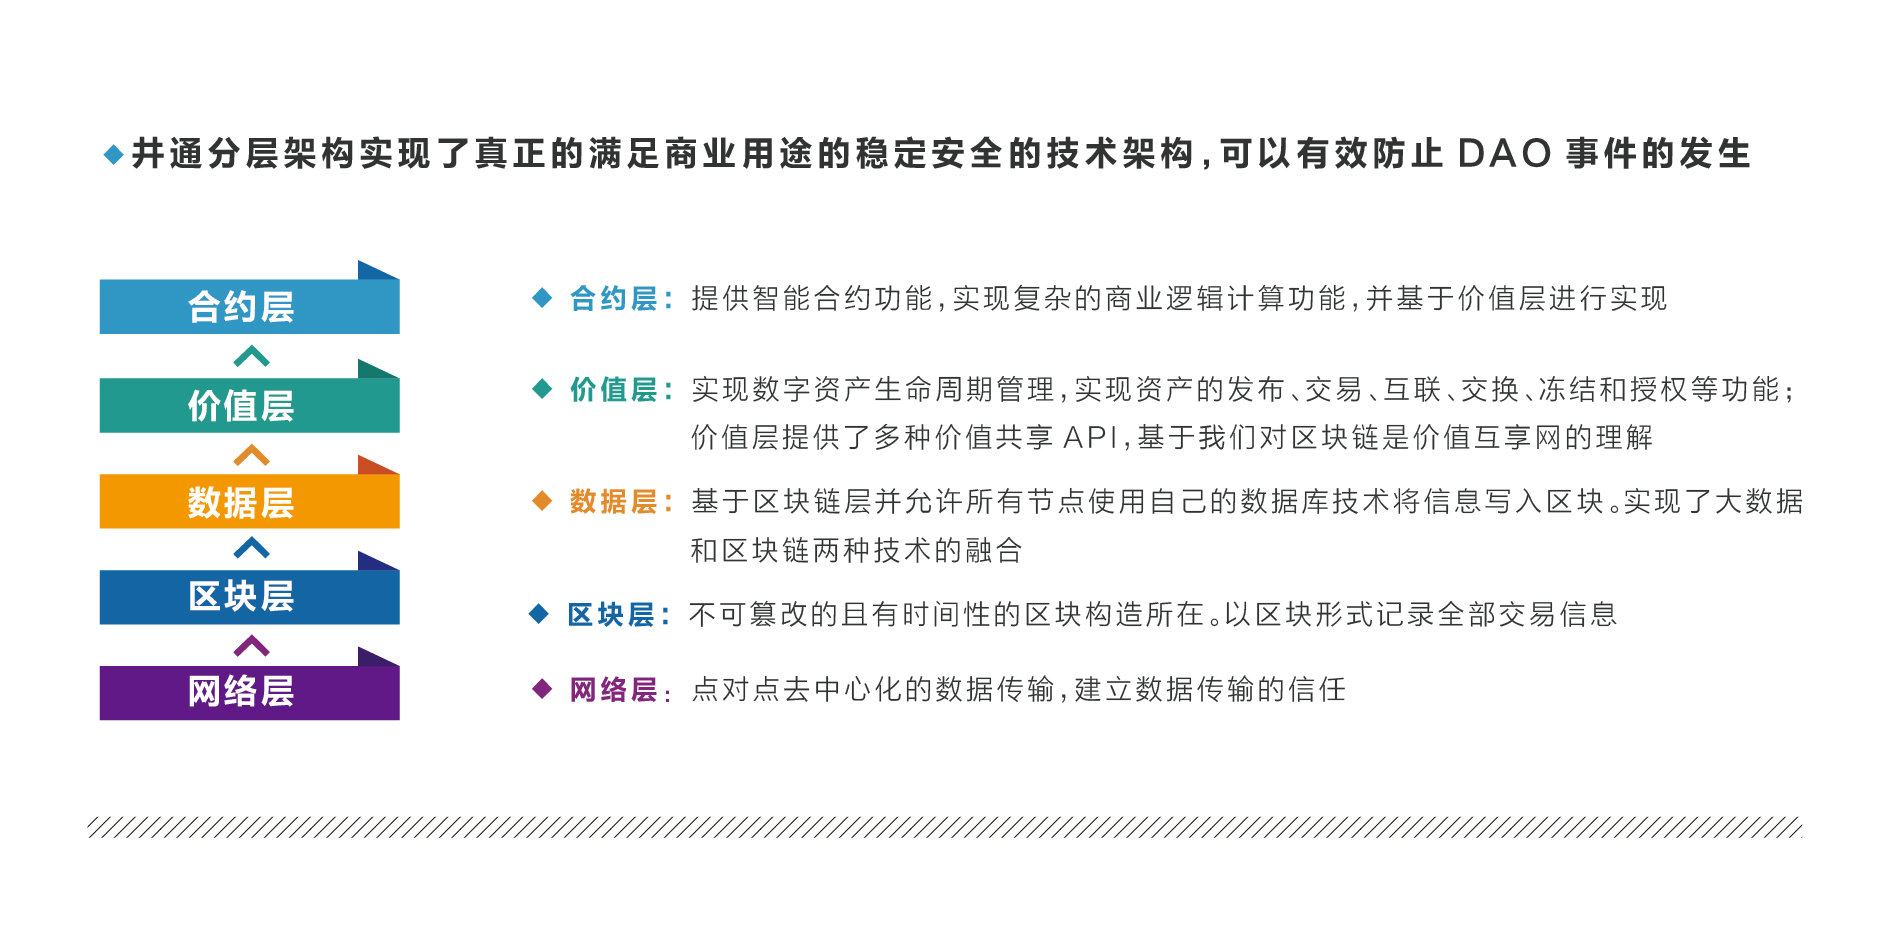 井通分层架构实现了真正的满足商业用途的稳定安全的技术架构，可以有效防止 DAO 事件的发生
合约层
价值层
数据层
区块层
网络层
合约层：提供智能合约功能，实现复杂的商业逻辑计算功能，并基于价值层进行实现
价值层：实现数字资产生命周期管理，实现资产的发布、交易、互联、交换、冻结和授权等功能；
价值层提供了多种价值共享 API，基于我们对区块链是价值互享网的理解
数据层：基于区块链层并允许所有节点使用自己的数据库技术将信息写入区块。实现了大数据
和区块链两种技术的融合
区块层：不可篡改的且有时间性的区块构造所在。以区块形式记录全部交易信息
网络层：点对点去中心化的数据传输，建立数据传输的信任